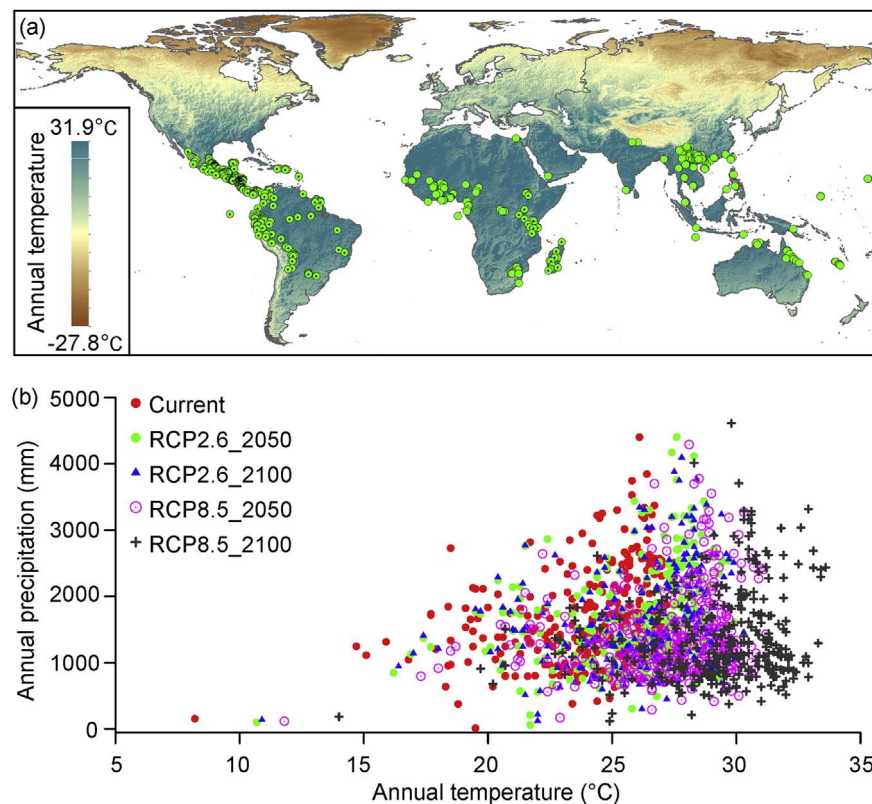 (a)
31.9°C
Annual temperature
-27.8°C
(b)
5000
4000
3000
2000
1000
0
Annual precipitation (mm)
Current
RCP2.6_2050
RCP2.6_2100
RCP8.5_2050
RCP8.5_2100
5 10 15 20 25 30 35
Annual temperature (°C)